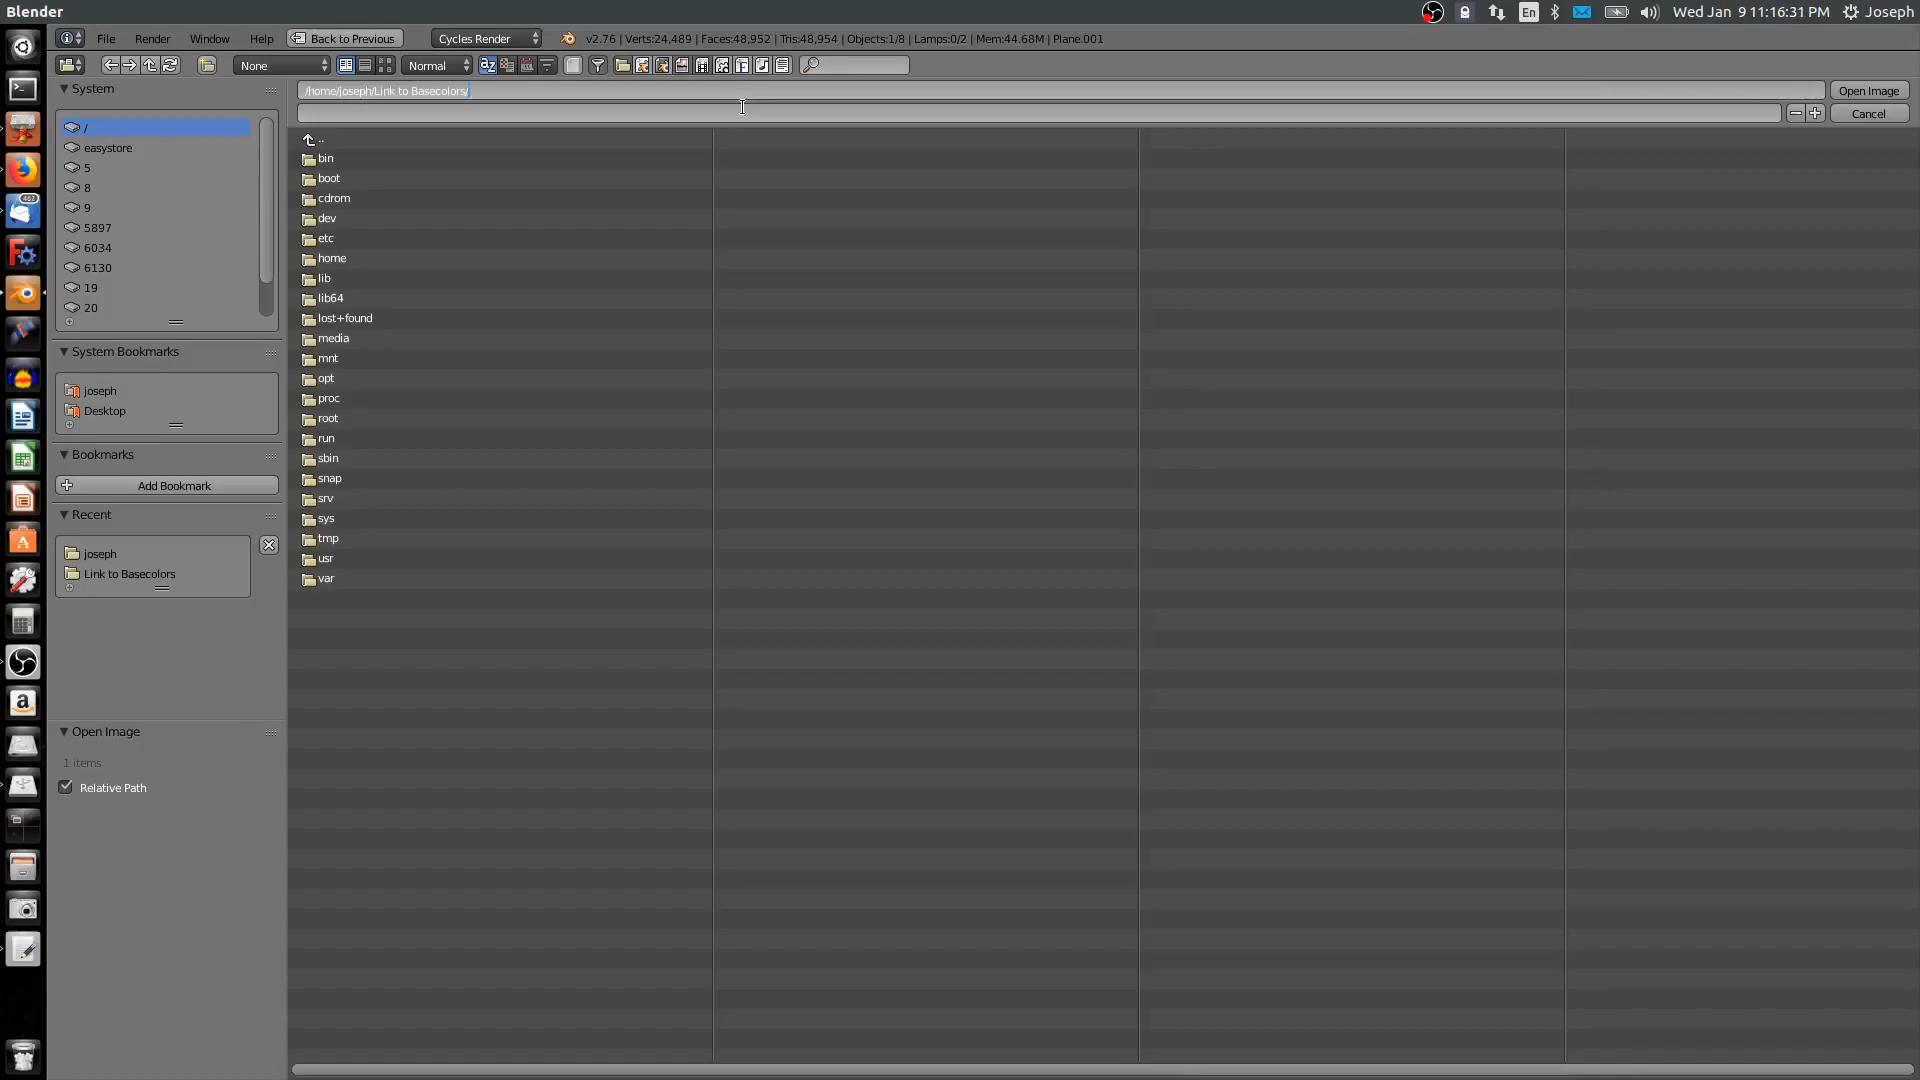 Blender
En
Wed Jan 9 11:16:31 PM
Joseph
File Render Window Help Back to Previous Cycles Render v2.76 | Verts:24,489 | Faces:48,952 | Tris:48,954 | Objects:1/8 | Lamps:0/2 | Mem:44.68M | Plane.001
None Normal
System
/home/joseph/Link to Basecolors/
Open Image
Cancel
/
easystore
5
8
9
5897
6034
6130
19
20
System Bookmarks
joseph
Desktop
Bookmarks
Add Bookmark
Recent
joseph
Link to Basecolors
Open Image
1 items
Relative Path
..
bin
boot
cdrom
dev
etc
home
lib
lib64
lost+found
media
mnt
opt
proc
root
run
sbin
snap
srv
sys
tmp
usr
var